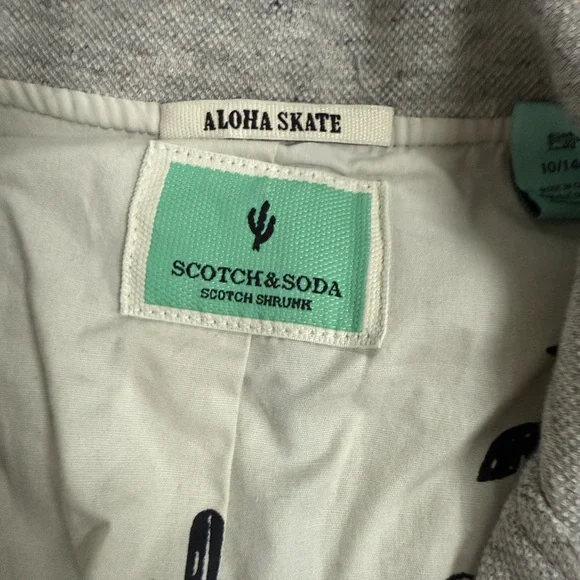 ALOHA SKATE
SCOTCH&SODA
SCOTCH SHRUNK
10/14